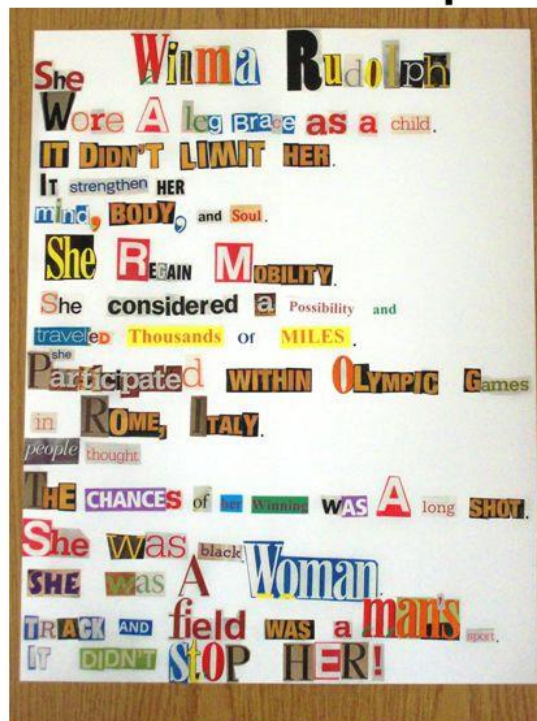 Wilma Rudolph
She Wore A leg Brace as a child.
IT DIDN'T LIMIT HER.
IT strengthen HER
mind, BODY, and Soul.
She REGAIN MOBILITY.
She considered a Possibility and
traveleD Thousands OF MILES.
she
Participated WITHIN OLYMPIC Games
in ROME, ITALY.
people thought
THE CHANCES of her Winning WAS A long SHOT.
She was black.
SHE was A Woman.
TRACK AND field WAS a man's sport.
IT DIDN'T StOP HER!